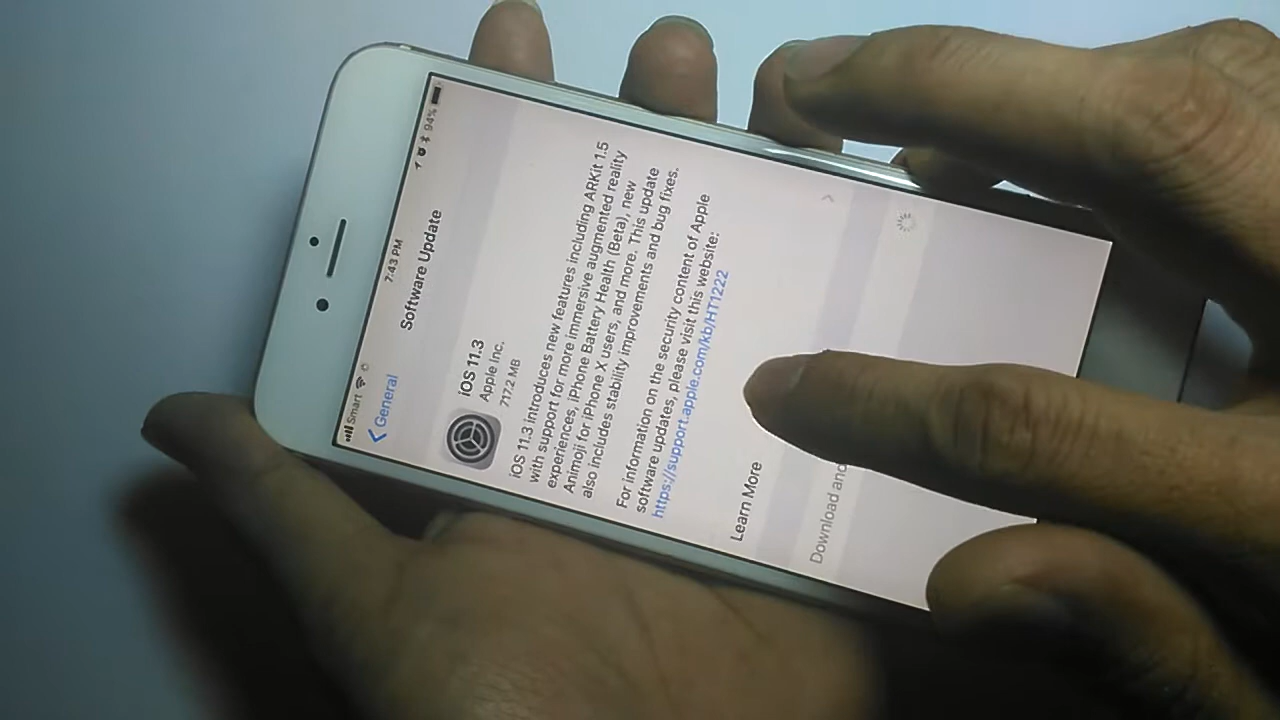 Smart 7:43 PM 94%
General Software Update
iOS 11.3
Apple Inc.
717.2 MB
iOS 11.3 introduces new features including ARKit 1.5
with support for more immersive augmented reality
experiences, iPhone Battery Health (Beta), new
Animoji for iPhone X users, and more. This update
also includes stability improvements and bug fixes.
For information on the security content of Apple
software updates, please visit this website:
https://support.apple.com/kb/HT1222
Learn More
Download and